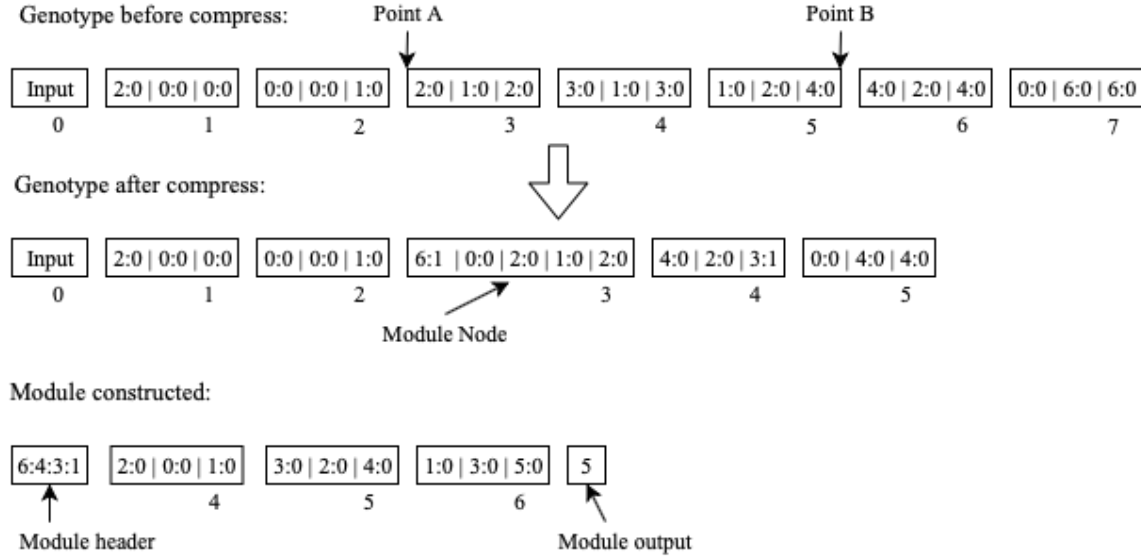 Genotype before compress: Point A Point B
Input 2:0 | 0:0 | 0:0 0:0 | 0:0 | 1:0 2:0 | 1:0 | 2:0 3:0 | 1:0 | 3:0 1:0 | 2:0 | 4:0 4:0 | 2:0 | 4:0 0:0 | 6:0 | 6:0
0 1 2 3 4 5 6 7
Genotype after compress:
Input 2:0 | 0:0 | 0:0 0:0 | 0:0 | 1:0 6:1 | 0:0 | 2:0 | 1:0 | 2:0 4:0 | 2:0 | 3:1 0:0 | 4:0 | 4:0
0 1 2 3 4 5
Module Node
Module constructed:
6:4:3:1 2:0 | 0:0 | 1:0 3:0 | 2:0 | 4:0 1:0 | 3:0 | 5:0 5
4 5 6
Module header Module output